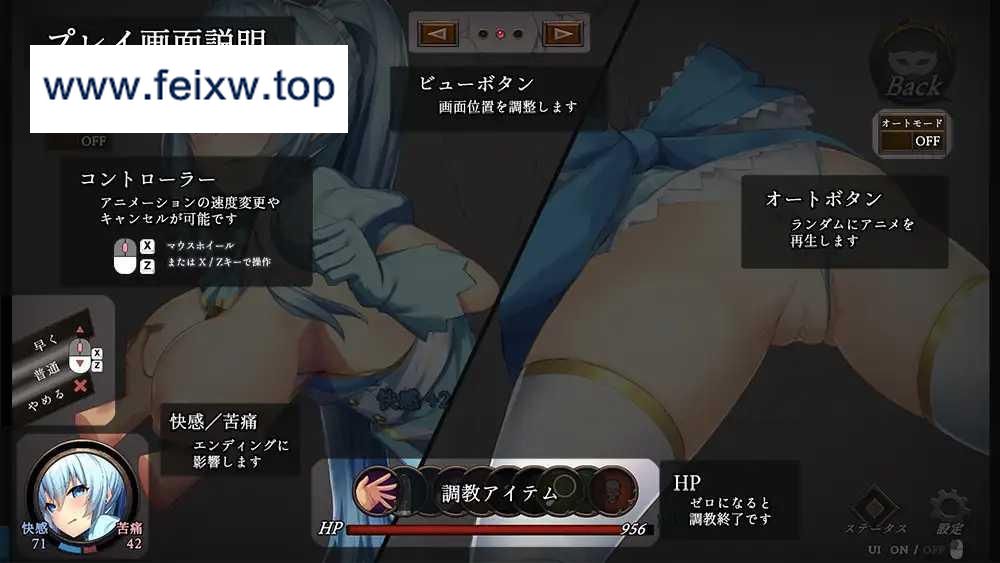 プレイ画面説明
www.feixw.top
OFF
コントローラー
アニメーションの速度変更や
キャンセルが可能です
X
マウスホイール
Z
または X / Zキーで操作
ビューボタン
画面位置を調整します
Back
オートモード
OFF
オートボタン
ランダムにアニメを
再生します
早く
普通
やめる
X
Z
快感 42
快感／苦痛
エンディングに
影響します
快感
71
苦痛
42
調教アイテム
HP
956
HP
ゼロになると
調教終了です
ステータス
設定
UI ON / OFF